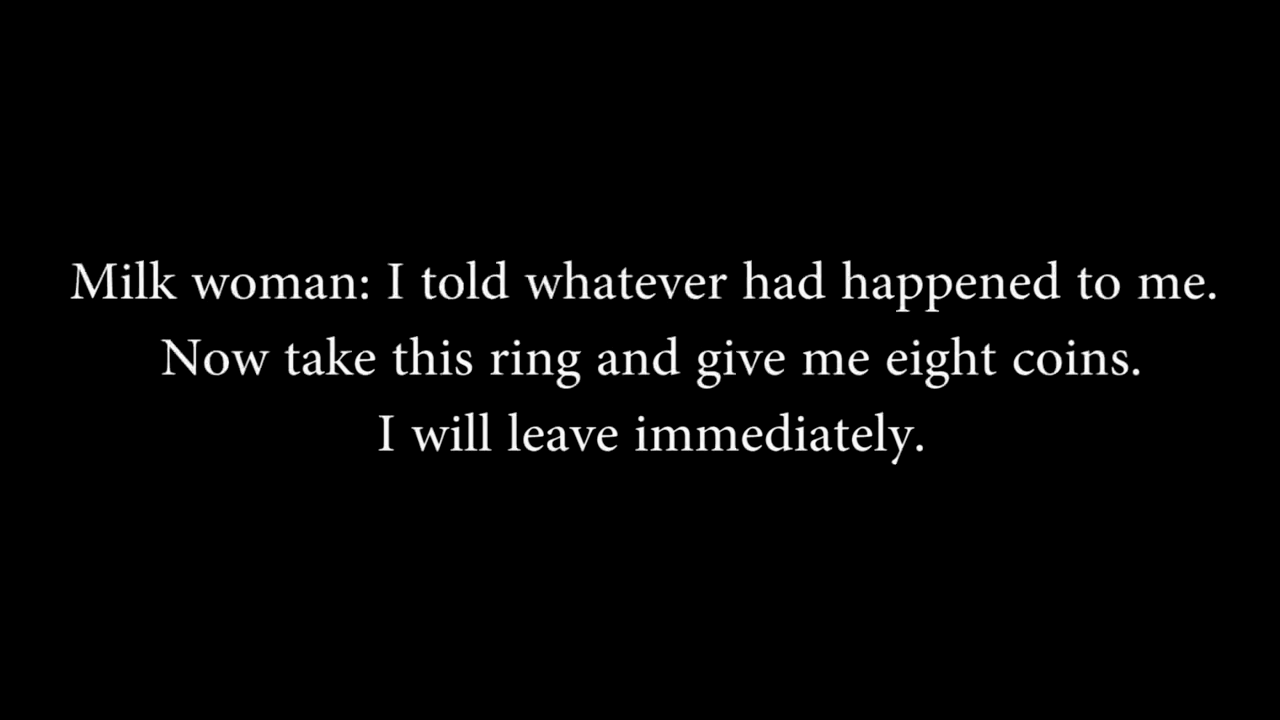 Milk woman: I told whatever had happened to me.
Now take this ring and give me eight coins.
I will leave immediately.